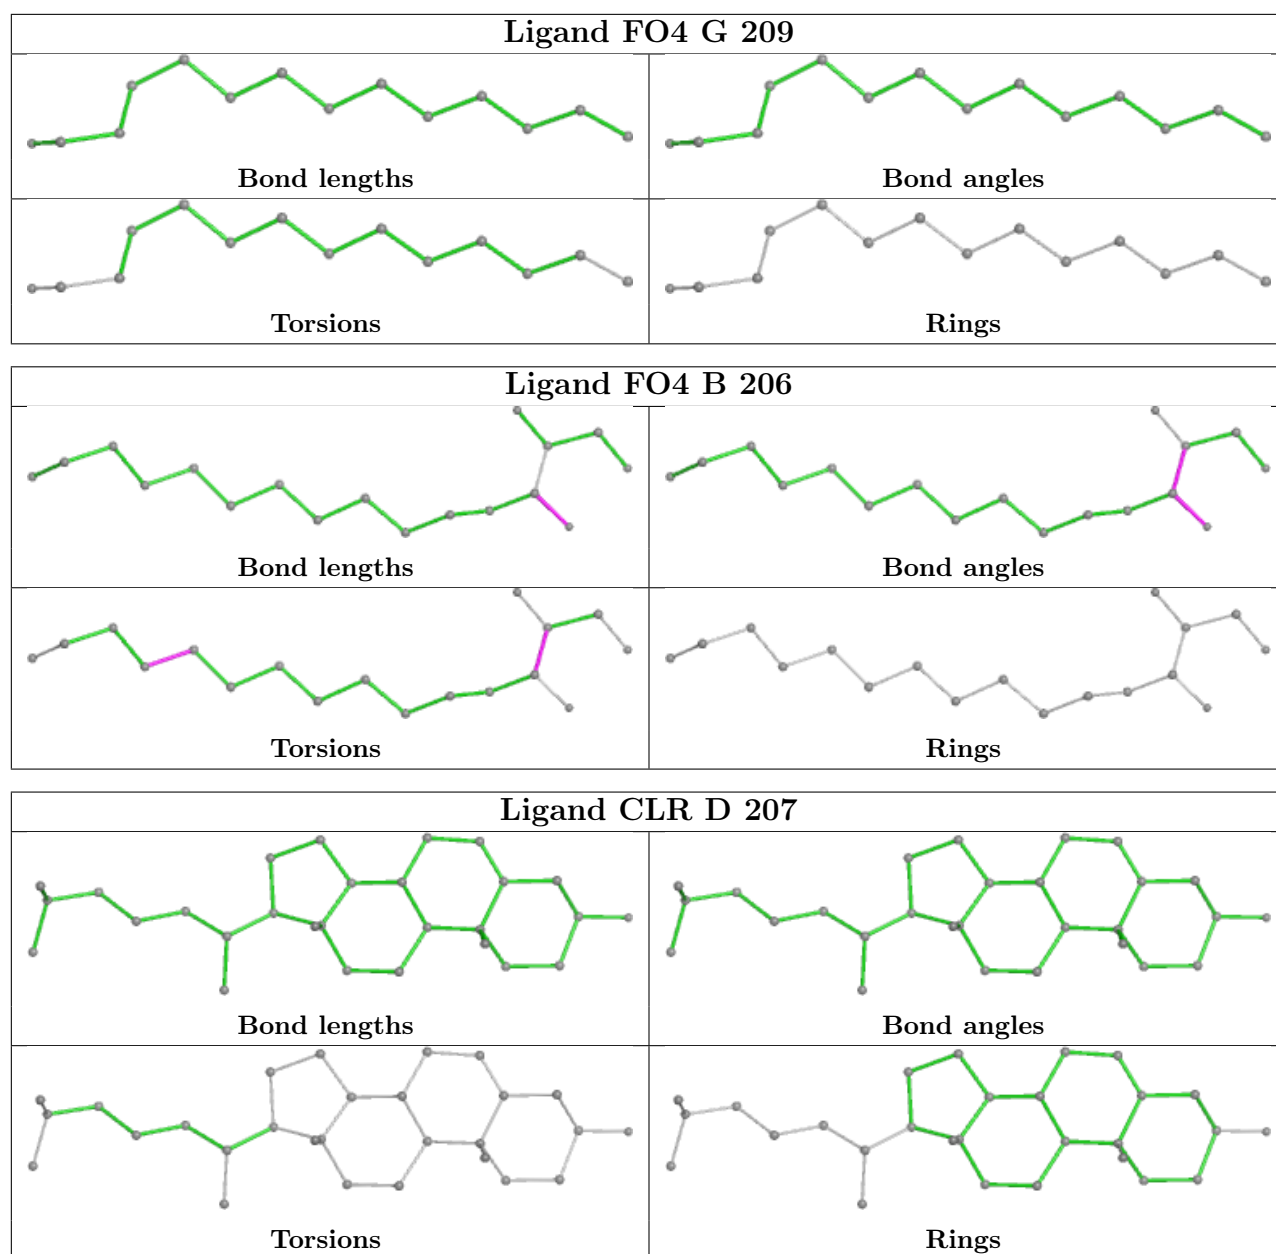 Ligand FO4 G 209
Bond lengths
Bond angles
Torsions
Rings
Ligand FO4 B 206
Bond lengths
Bond angles
Torsions
Rings
Ligand CLR D 207
Bond lengths
Bond angles
Torsions
Rings